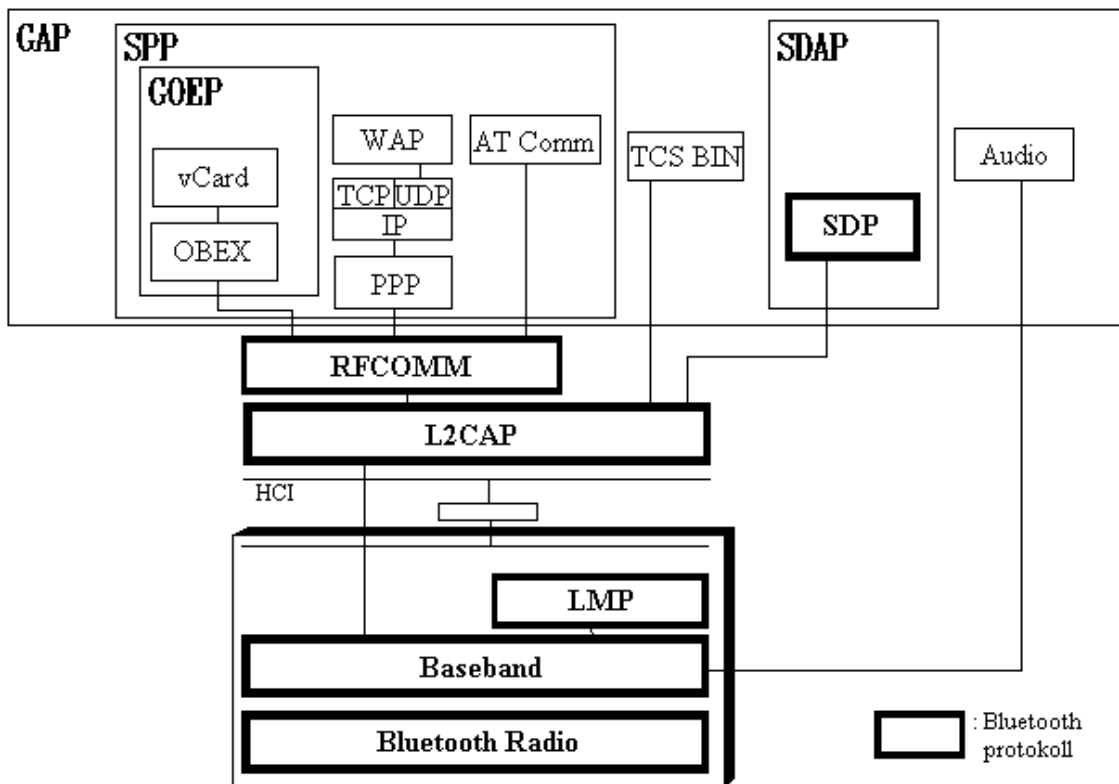 GAP
SPP
SDAP
GOEP
WAP
AT Comm
TCS BIN
Audio
vCard
TCP UDP
IP
SDP
OBEX
PPP
RFCOMM
L2CAP
HCI
LMP
Baseband
Bluetooth Radio
: Bluetooth
protokoll